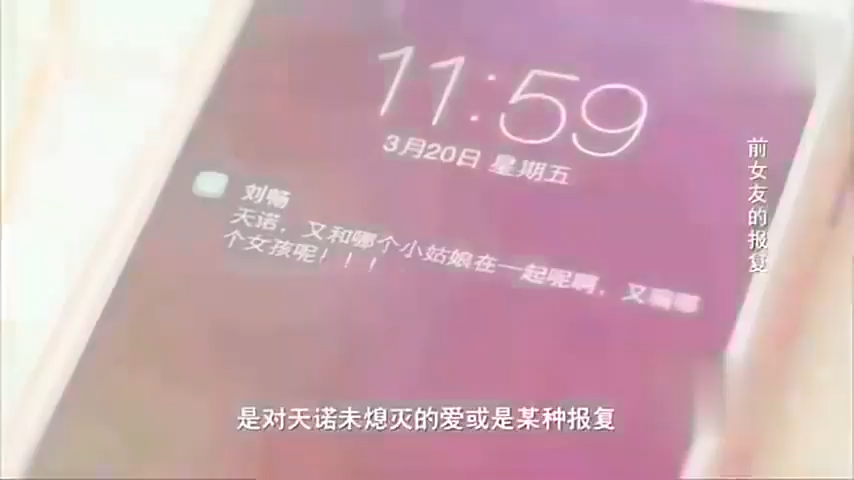 11:59
3月20日 星期五
刘畅
天诺，又和哪个小姑娘在一起呢啊，又骗哪
个女孩呢！！！
前女友的报复
是对天诺未熄灭的爱或是某种报复